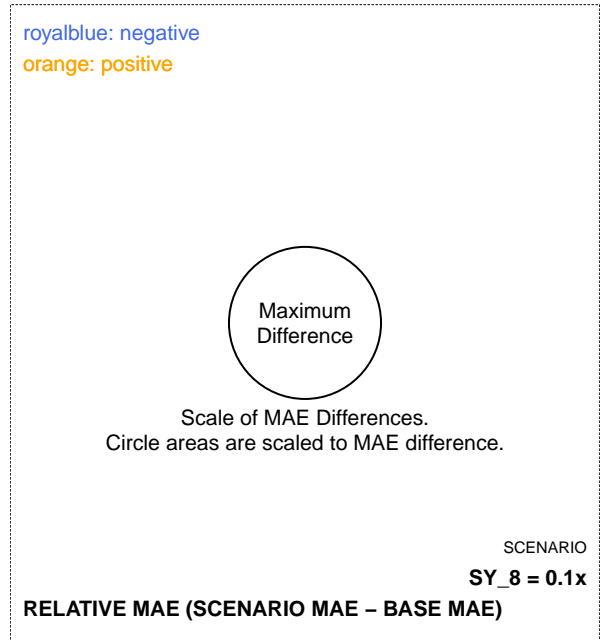 royalblue: negative
orange: positive
Maximum
Difference
Scale of MAE Differences.
Circle areas are scaled to MAE difference.
SCENARIO
SY_8 = 0.1x
RELATIVE MAE (SCENARIO MAE − BASE MAE)